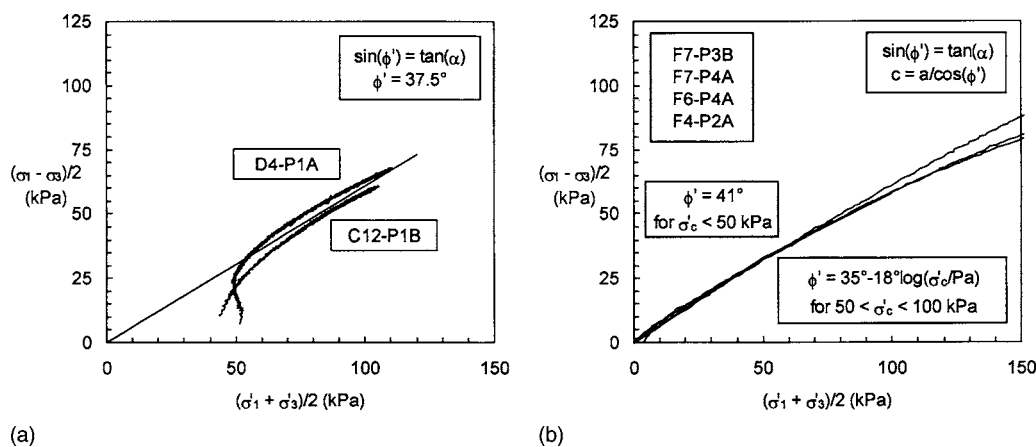 125
100
75
50
25
0
(σ1 - σ3)/2
(kPa)
sin(ϕ') = tan(α)
ϕ' = 37.5°
D4-P1A
C12-P1B
0 50 100 150
(σ'1 + σ'3)/2 (kPa)
(a)
125
100
75
50
25
0
(σ1 - σ3)/2
(kPa)
F7-P3B
F7-P4A
F6-P4A
F4-P2A
sin(ϕ') = tan(α)
c = a/cos(ϕ')
ϕ' = 41°
for σ'c < 50 kPa
ϕ' = 35°-18°log(σ'c/Pa)
for 50 < σ'c < 100 kPa
0 50 100 150
(σ'1 + σ'3)/2 (kPa)
(b)